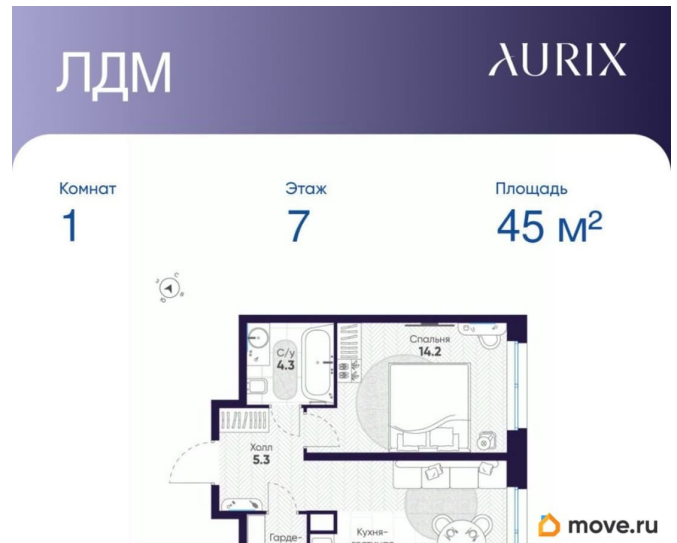 ЛДМ
AURIX
Комнат
Этаж
Площадь
1
7
45 м²
С/у
4.3
Спальня
14.2
Холл
5.3
Гарде-
Кухня-
move.ru